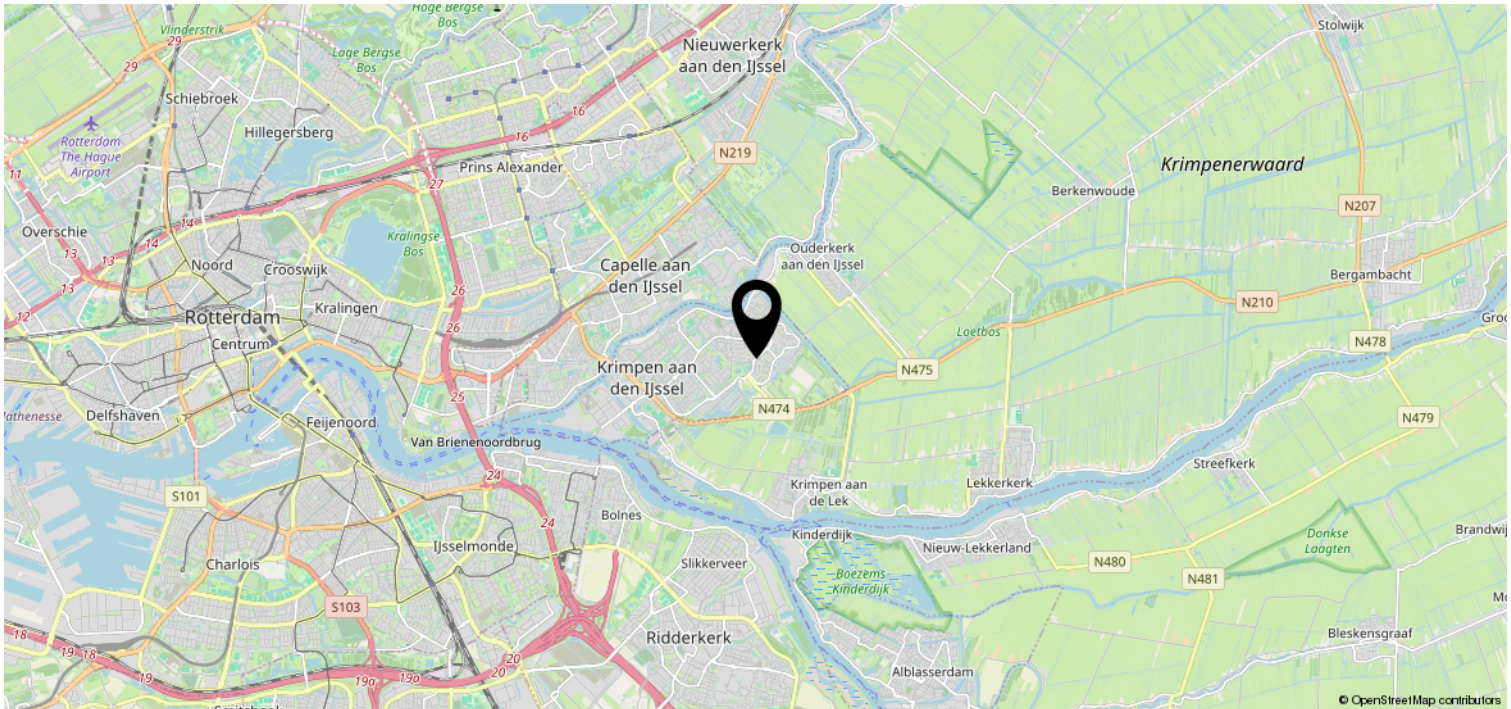 Hoge Bergse
Bos
Vlinderstrik
29
29
Lage Bergse
Bos
Nieuwerkerk
aan den IJssel
Stolwijk
Schiebroek
16
16
Hillegersberg
Rotterdam
The Hague
Airport
N219
Prins Alexander
Krimpenerwaard
11
27
Berkenwoude
N207
Overschie
14
14
13
13
Kralingse
Bos
Ouderkerk
aan den IJssel
Noord
Crooswijk
Capelle aan
den IJssel
Bergambacht
13
26
N210
Kralingen
12
Rotterdam
26
Loetbos
Centrum
N478
Krimpen aan
den IJssel
N475
25
N474
Delfshaven
N479
Feijenoord
Van Brienenoordbrug
Streefkerk
24
S101
Krimpen aan
de Lek
Lekkerkerk
Bolnes
24
Kinderdijk
Donkse
Laagten
IJsselmonde
Nieuw-Lekkerland
Charlois
Slikkerveer
N480
Boezems
Kinderdijk
N481
S103
18
19
18
Ridderkerk
Bleskensgraaf
20
20
19
19a
19a
Alblasserdam
© OpenStreetMap contributors